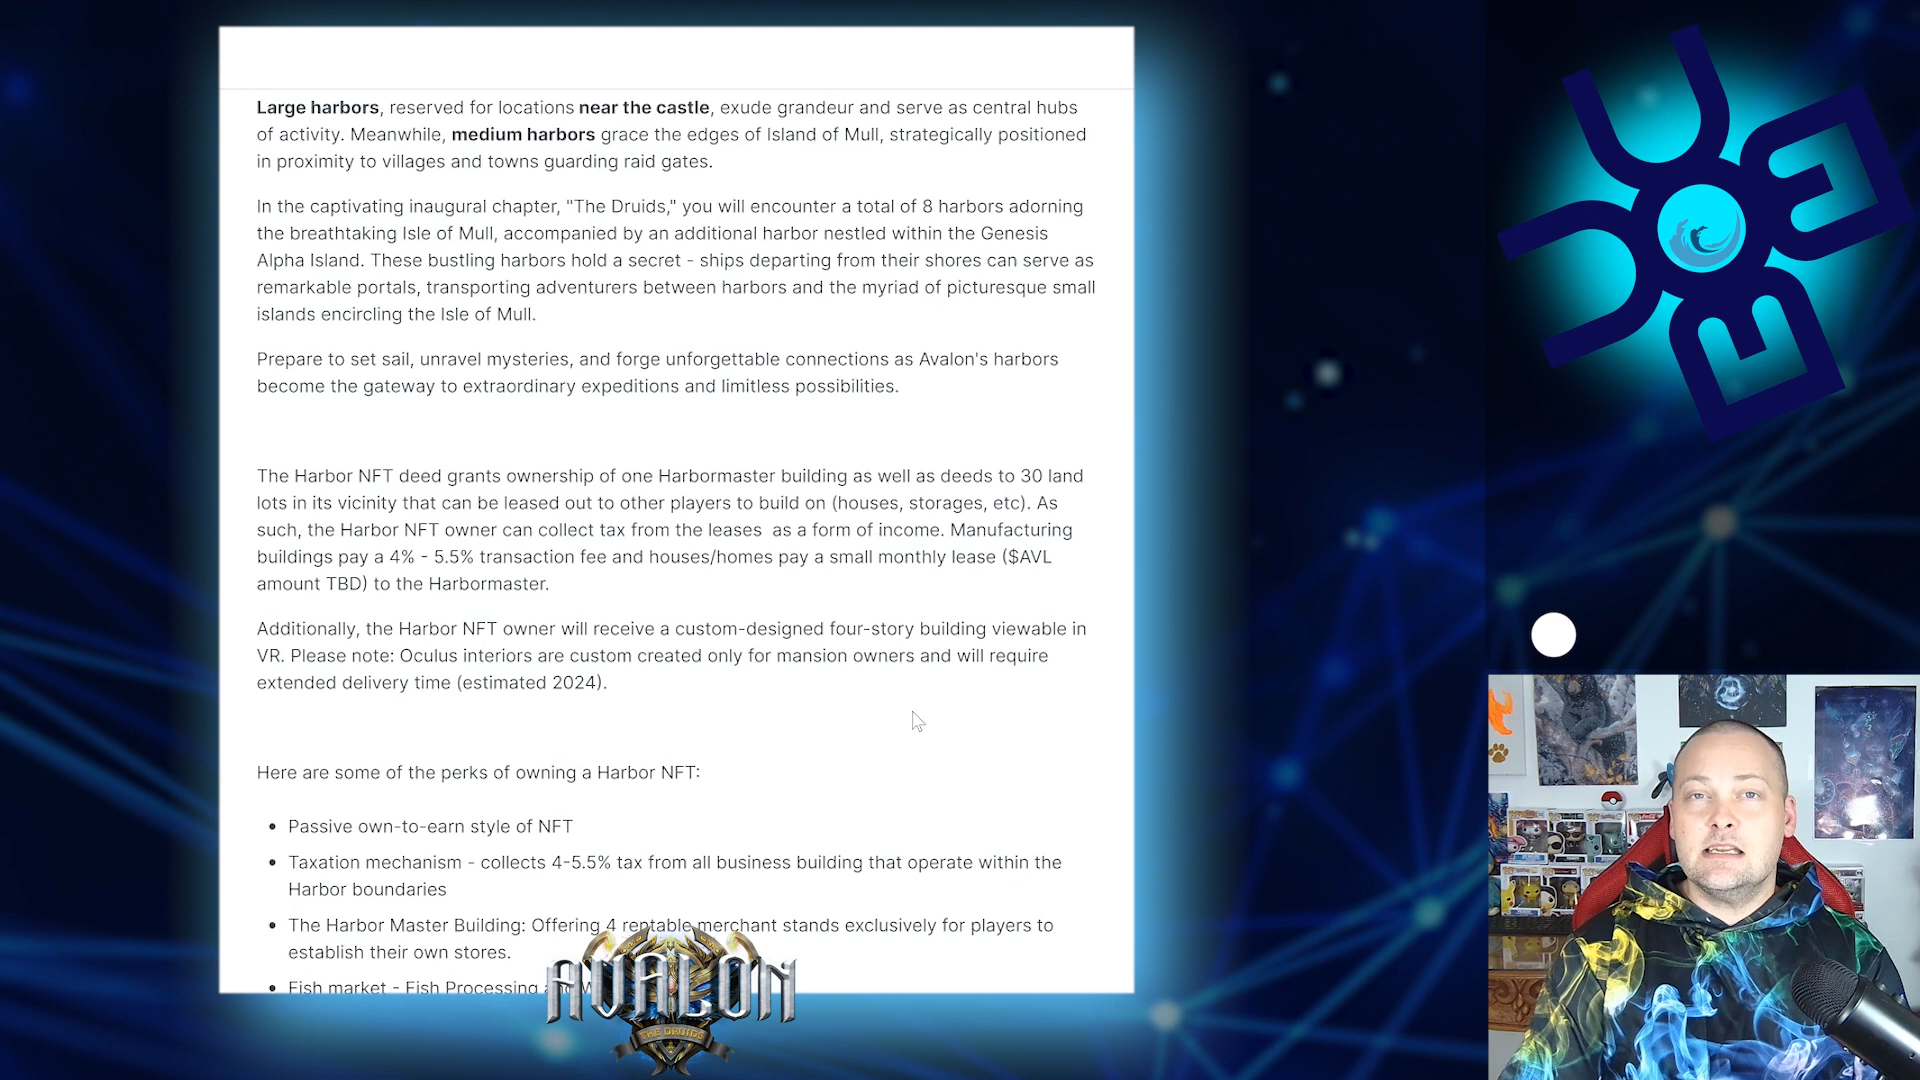 Large harbors, reserved for locations near the castle, exude grandeur and serve as central hubs
of activity. Meanwhile, medium harbors grace the edges of Island of Mull, strategically positioned
in proximity to villages and towns guarding raid gates.
In the captivating inaugural chapter, "The Druids," you will encounter a total of 8 harbors adorning
the breathtaking Isle of Mull, accompanied by an additional harbor nestled within the Genesis
Alpha Island. These bustling harbors hold a secret - ships departing from their shores can serve as
remarkable portals, transporting adventurers between harbors and the myriad of picturesque small
islands encircling the Isle of Mull.
Prepare to set sail, unravel mysteries, and forge unforgettable connections as Avalon's harbors
become the gateway to extraordinary expeditions and limitless possibilities.
The Harbor NFT deed grants ownership of one Harbormaster building as well as deeds to 30 land
lots in its vicinity that can be leased out to other players to build on (houses, storages, etc). As
such, the Harbor NFT owner can collect tax from the leases as a form of income. Manufacturing
buildings pay a 4% - 5.5% transaction fee and houses/homes pay a small monthly lease ($AVL
amount TBD) to the Harbormaster.
Additionally, the Harbor NFT owner will receive a custom-designed four-story building viewable in
VR. Please note: Oculus interiors are custom created only for mansion owners and will require
extended delivery time (estimated 2024).
Here are some of the perks of owning a Harbor NFT:
• Passive own-to-earn style of NFT
• Taxation mechanism - collects 4-5.5% tax from all business building that operate within the
Harbor boundaries
• The Harbor Master Building: Offering 4 rentable merchant stands exclusively for players to
establish their own stores.
• Fish market - Fish Processing
AVALON
THE DRUIDS